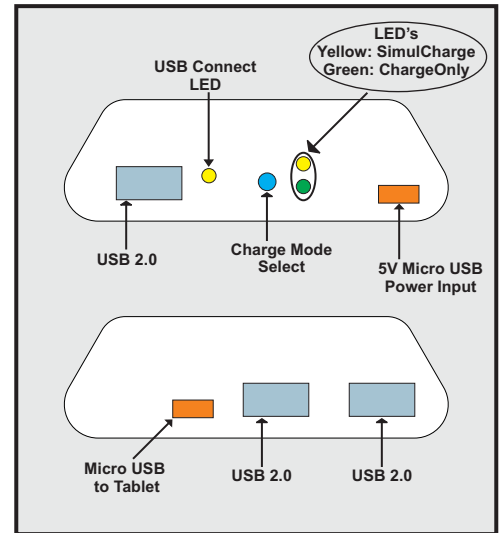 LED's
Yellow: SimulCharge
Green: ChargeOnly
USB Connect
LED
USB 2.0
Charge Mode
Select
5V Micro USB
Power Input
Micro USB
to Tablet
USB 2.0
USB 2.0